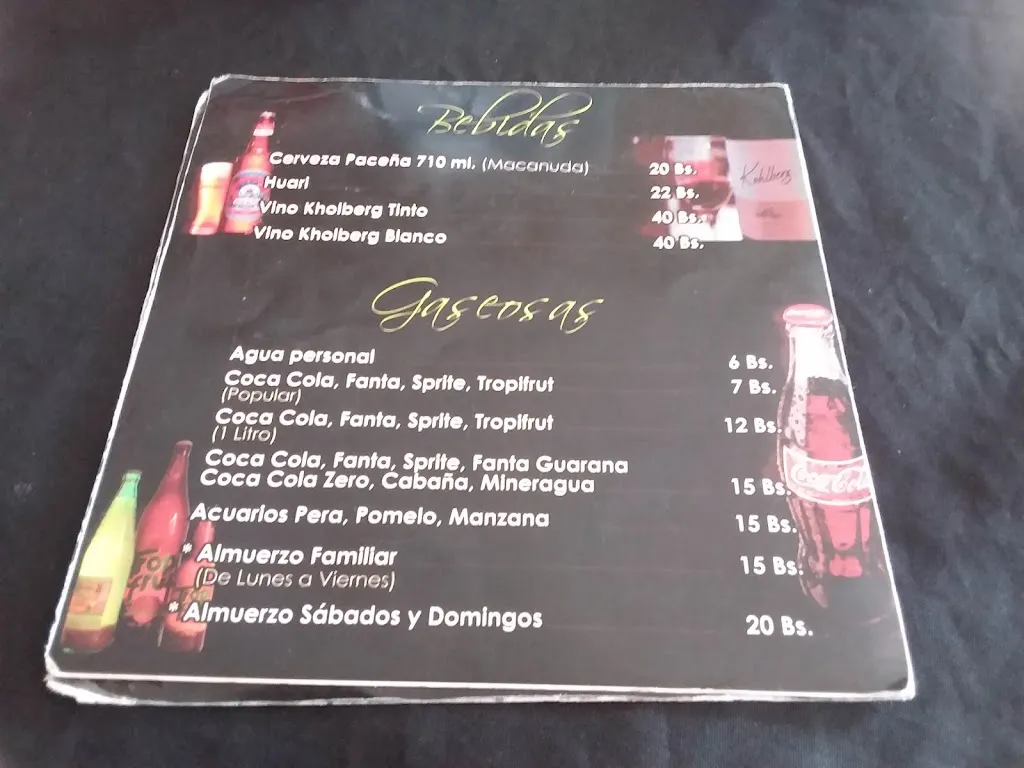 Bebidas
Cerveza Paceña 710 ml. (Macanuda) 20 Bs.
Huari 22 Bs.
Vino Kholberg Tinto 40 Bs.
Vino Kholberg Blanco 40 Bs.
Kohlberg
Gaseosas
Agua personal 6 Bs.
Coca Cola, Fanta, Sprite, Tropifrut 7 Bs.
(Popular)
Coca Cola, Fanta, Sprite, Tropifrut 12 Bs.
(1 Litro)
Coca Cola, Fanta, Sprite, Fanta Guarana
Coca Cola Zero, Cabaña, Mineragua 15 Bs.
Coca-Cola
Acuarios Pera, Pomelo, Manzana 15 Bs.
* Almuerzo Familiar 15 Bs.
(De Lunes a Viernes)
* Almuerzo Sábados y Domingos 20 Bs.